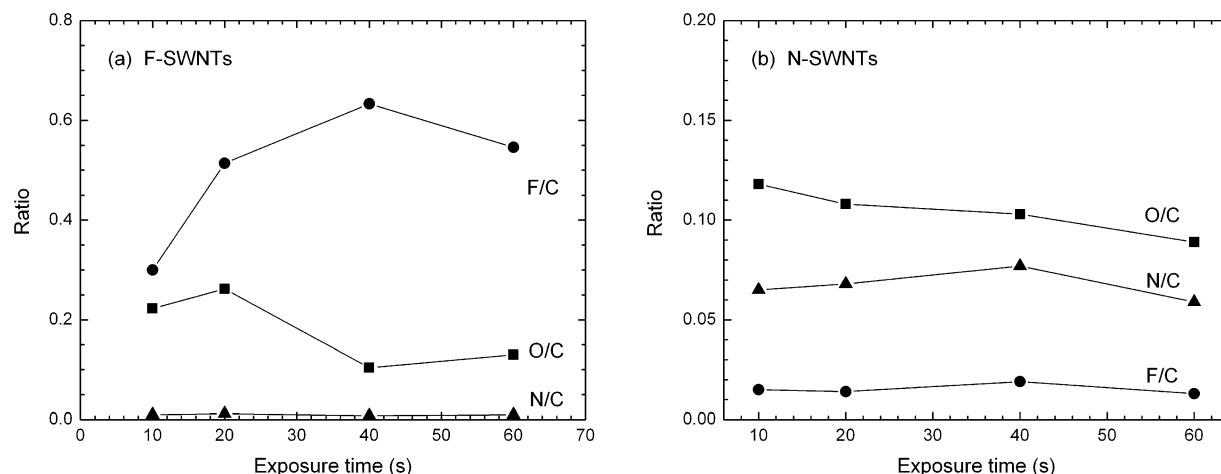 (a) F-SWNTs
0.8
0.6
0.4
0.2
0.0
Ratio
F/C
O/C
N/C
0 10 20 30 40 50 60 70
Exposure time (s)
(b) N-SWNTs
0.20
0.15
0.10
0.05
0.00
Ratio
O/C
N/C
F/C
10 20 30 40 50 60
Exposure time (s)